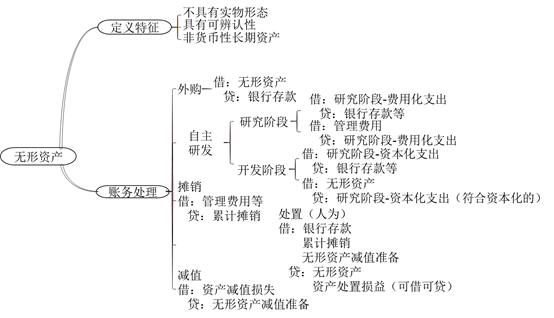 无形资产
定义特征
不具有实物形态
具有可辨认性
非货币性长期资产
账务处理
外购
借：无形资产
贷：银行存款
自主
研发
研究阶段
借：研究阶段-费用化支出
贷：银行存款等
借：管理费用
贷：研究阶段-费用化支出
开发阶段
借：研究阶段-资本化支出
贷：银行存款等
借：无形资产
贷：研究阶段-资本化支出（符合资本化的）
摊销
借：管理费用等
贷：累计摊销
处置（人为）
借：银行存款
累计摊销
无形资产减值准备
贷：无形资产
资产处置损益（可借可贷）
减值
借：资产减值损失
贷：无形资产减值准备